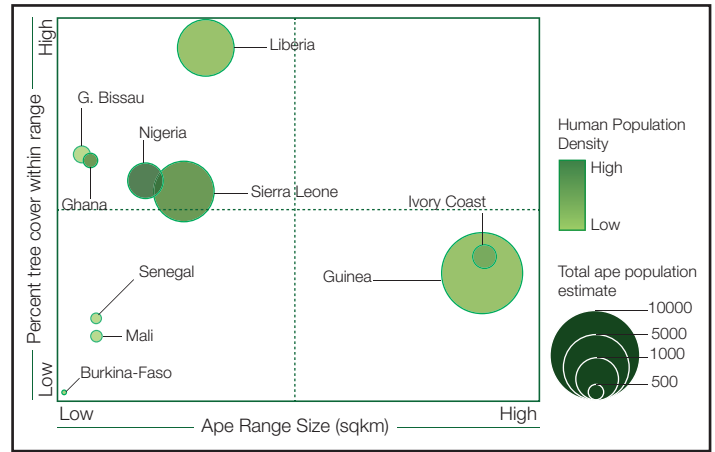 High
Percent tree cover within range
Low
Liberia
G. Bissau
Nigeria
Ghana
Sierra Leone
Ivory Coast
Guinea
Senegal
Mali
Burkina-Faso
Low
Ape Range Size (sqkm)
High
Human Population
Density
High
Low
Total ape population
estimate
10000
5000
1000
500